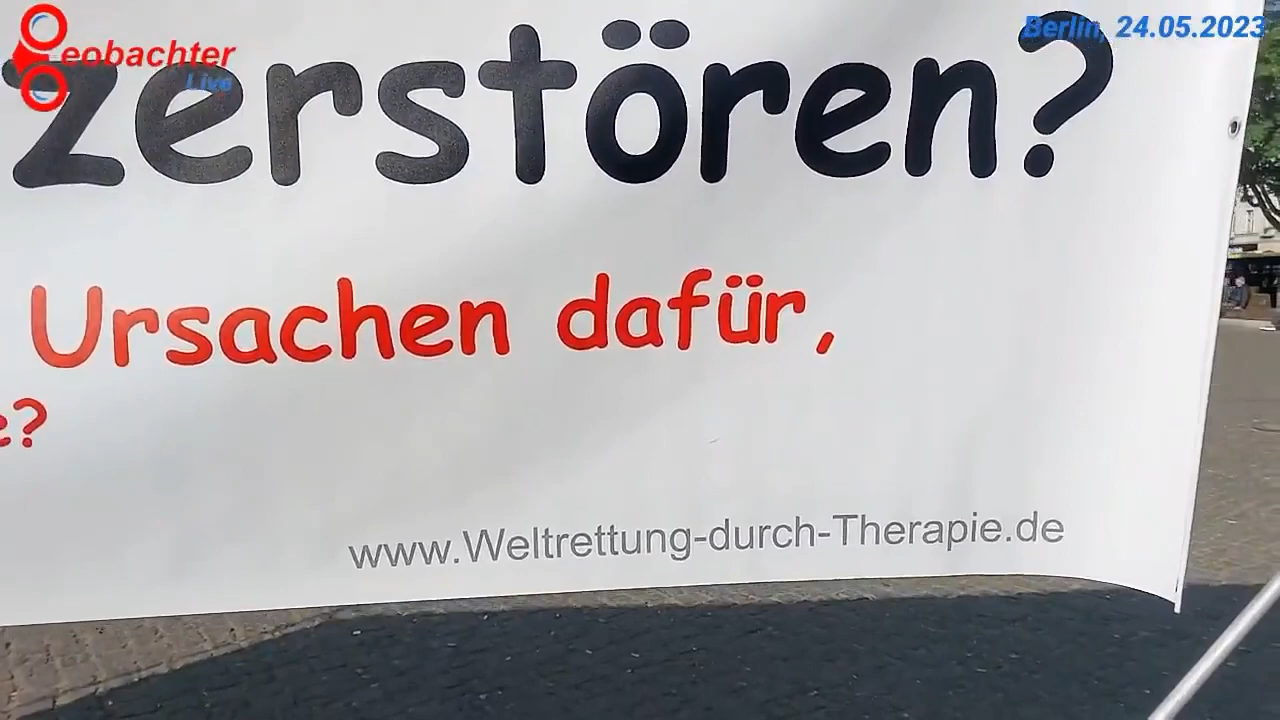 Beobachter
Live
Berlin, 24.05.2023
zerstören?
Ursachen dafür,
e?
www.Weltrettung-durch-Therapie.de